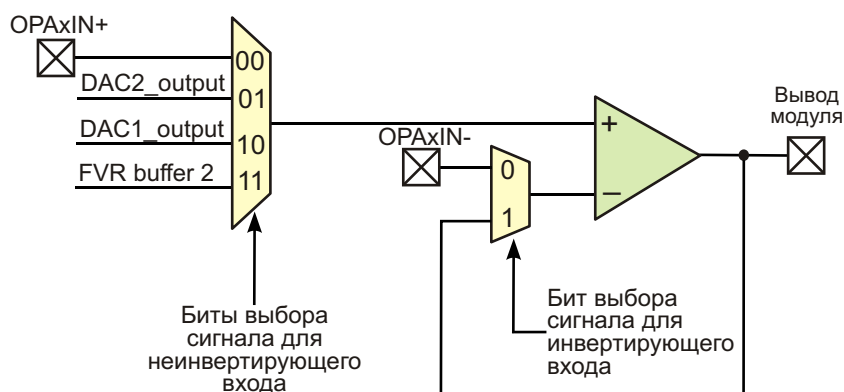 OPAxIN+
00
DAC2_output
01
DAC1_output
10
FVR buffer 2
11
OPAxIN-
0
1
+
−
Вывод
модуля
Биты выбора
сигнала для
неинвертирующего
входа
Бит выбора
сигнала для
инвертирующего
входа